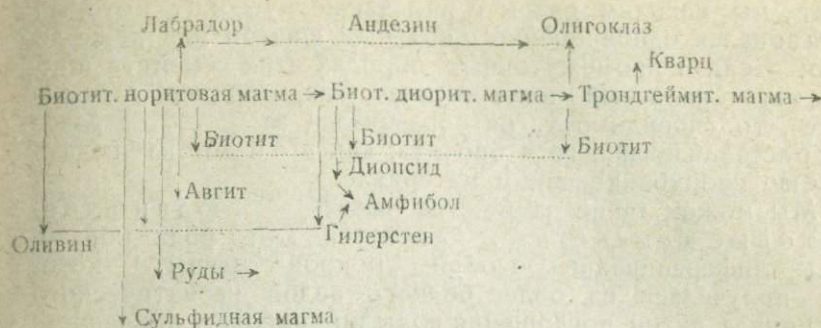 Лабрадор Андезин Олигоклаз
Кварц
Биотит. норитовая магма → Биот. диорит. магма → Трондгеймит. магма →
Биотит Биотит Биотит
Диопсид
Авгит Амфибол
Оливин Гиперстен
Руды →
Сульфидная магма